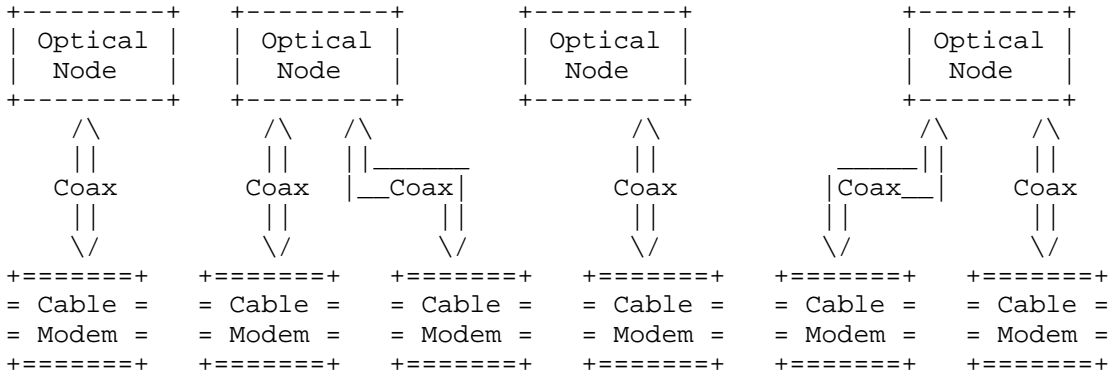 Optical Optical Optical Optical
Node Node Node Node
Coax Coax Coax Coax Coax Coax
Cable Cable Cable Cable Cable Cable
Modem Modem Modem Modem Modem Modem